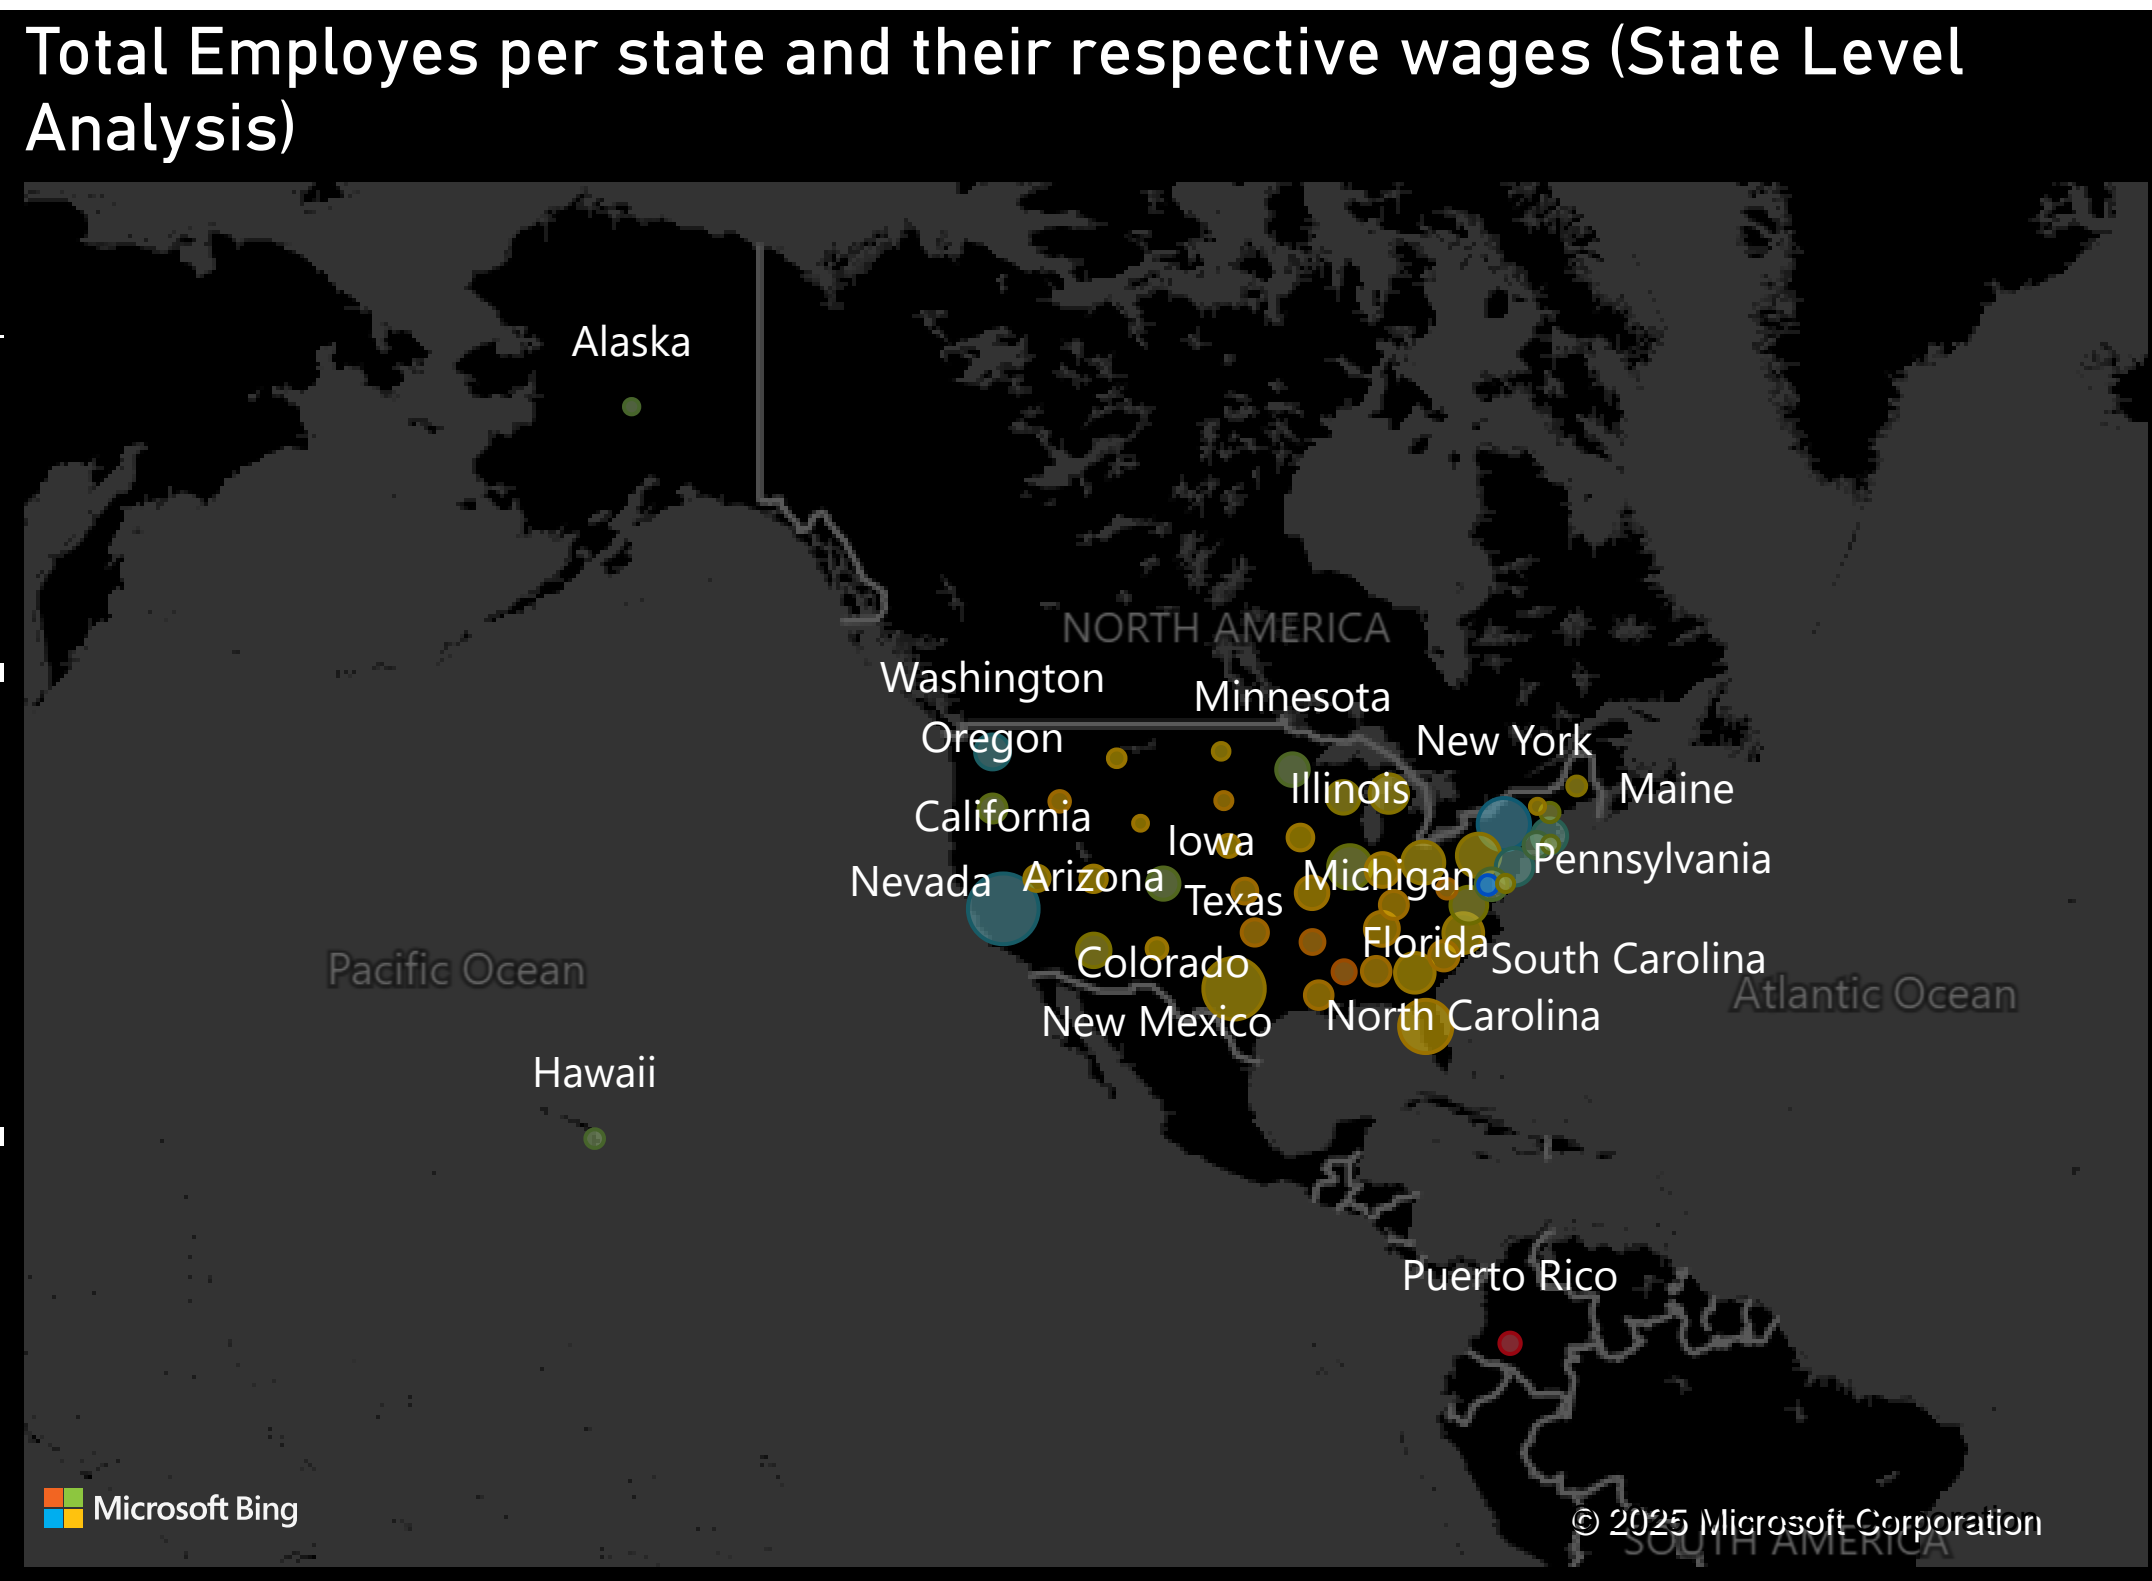 Total Employes per state and their respective wages (State Level
Analysis)
Alaska
NORTH AMERICA
Washington
Minnesota
Oregon
New York
Illinois
Maine
California
Iowa
Pennsylvania
Nevada
Arizona
Michigan
Texas
Florida
South Carolina
Colorado
Pacific Ocean
Atlantic Ocean
New Mexico
North Carolina
Hawaii
Puerto Rico
Microsoft Bing
© 2025 Microsoft Corporation
SOUTH AMERICA